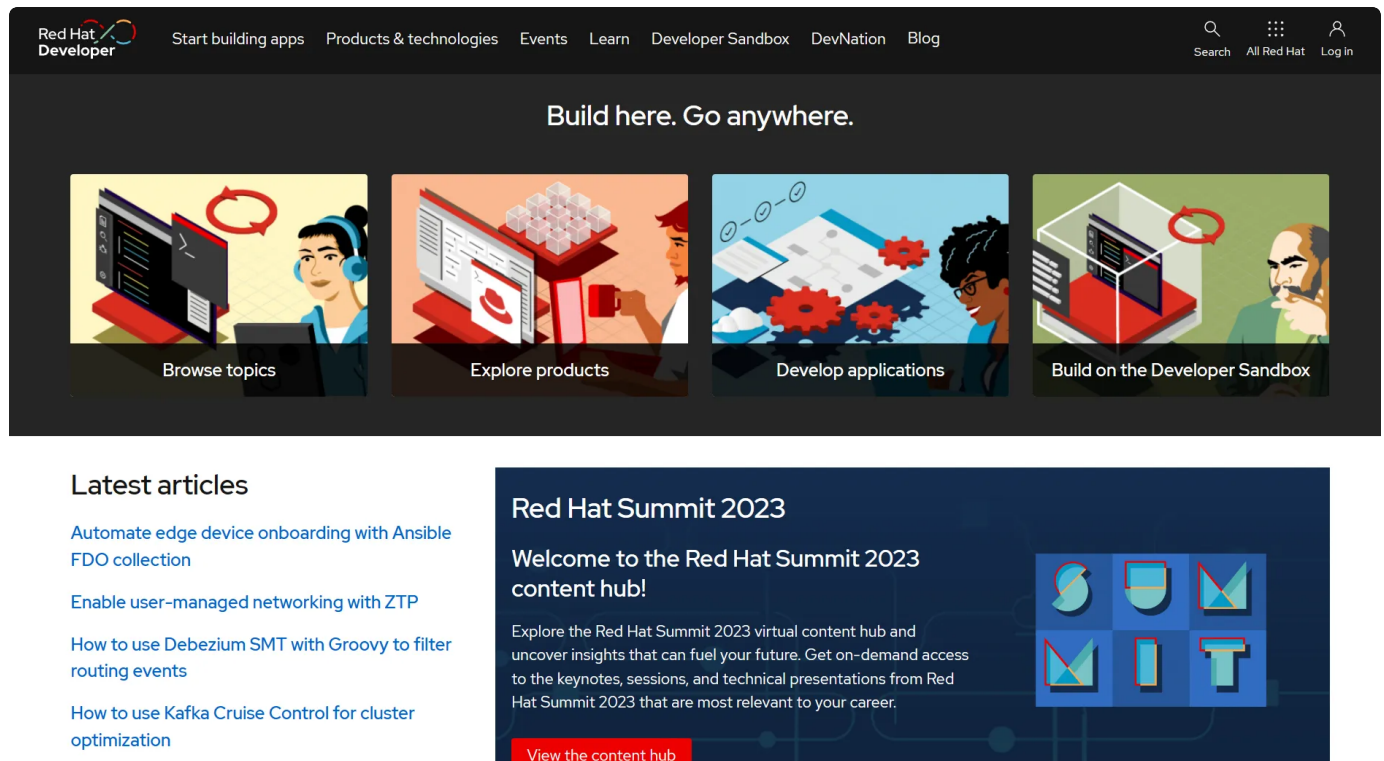 Red Hat
Developer
Start building apps
Products & technologies
Events
Learn
Developer Sandbox
DevNation
Blog
Search
All Red Hat
Log in
Build here. Go anywhere.
Browse topics
Explore products
Develop applications
Build on the Developer Sandbox
Latest articles
Automate edge device onboarding with Ansible
FDO collection
Enable user-managed networking with ZTP
How to use Debezium SMT with Groovy to filter
routing events
How to use Kafka Cruise Control for cluster
optimization
Red Hat Summit 2023
Welcome to the Red Hat Summit 2023
content hub!
Explore the Red Hat Summit 2023 virtual content hub and
uncover insights that can fuel your future. Get on-demand access
to the keynotes, sessions, and technical presentations from Red
Hat Summit 2023 that are most relevant to your career.
View the content hub
SUM
MIT